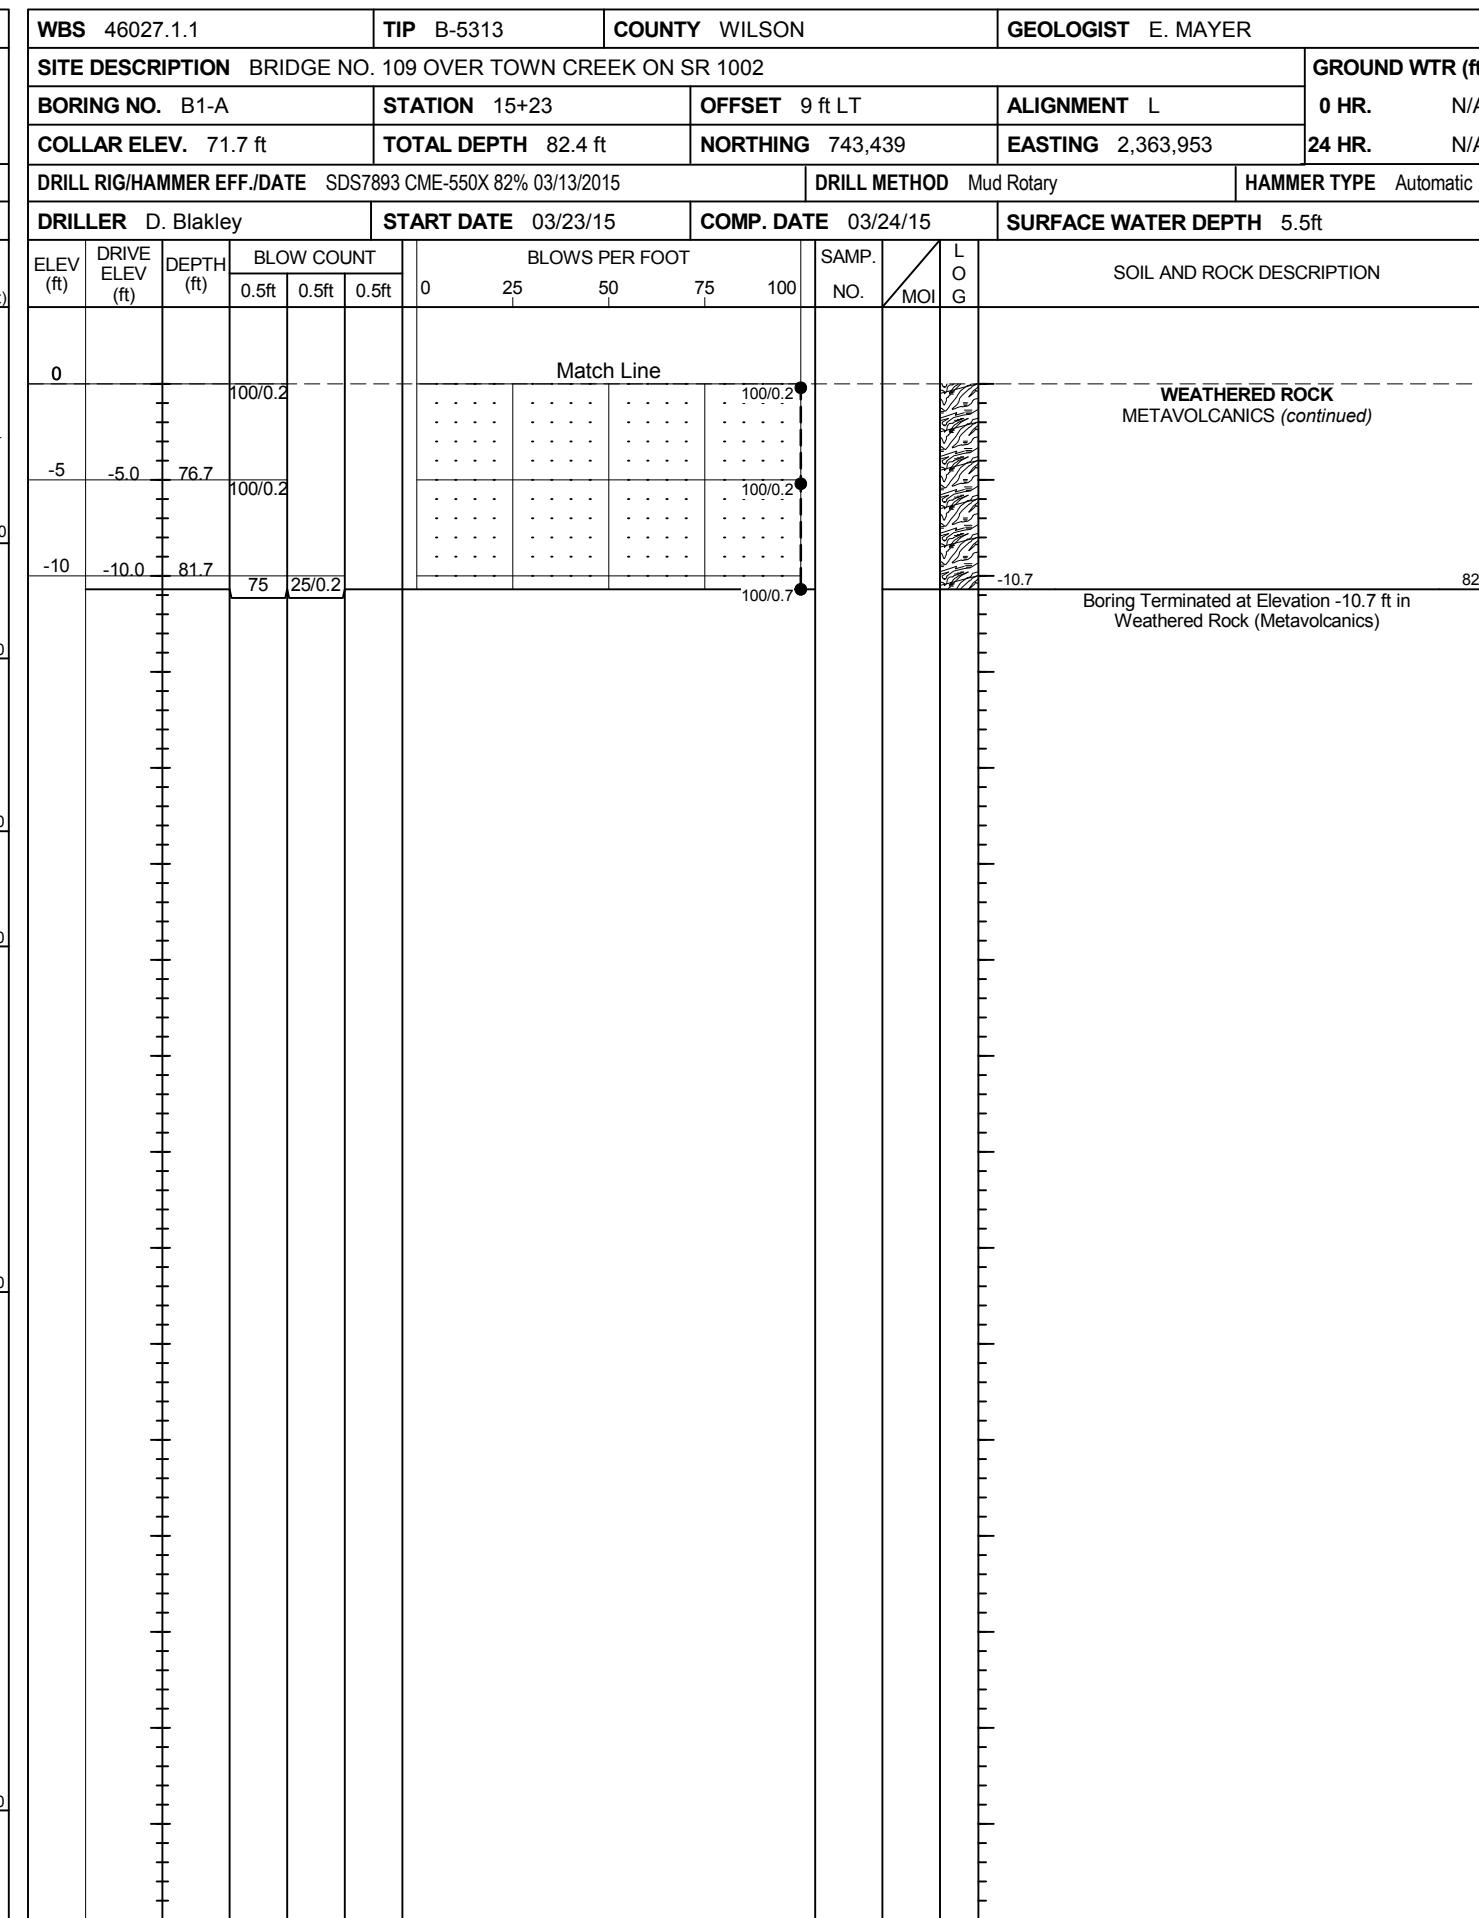 WBS 46027.1.1 TIP B-5313 COUNTY WILSON GEOLOGIST E. MAYER
SITE DESCRIPTION BRIDGE NO. 109 OVER TOWN CREEK ON SR 1002 GROUND WTR (ft
BORING NO. B1-A STATION 15+23 OFFSET 9 ft LT ALIGNMENT L 0 HR. N/A
COLLAR ELEV. 71.7 ft TOTAL DEPTH 82.4 ft NORTHING 743,439 EASTING 2,363,953 24 HR. N/A
DRILL RIG/HAMMER EFF./DATE SDS7893 CME-550X 82% 03/13/2015 DRILL METHOD Mud Rotary HAMMER TYPE Automatic
DRILLER D. Blakley START DATE 03/23/15 COMP. DATE 03/24/15 SURFACE WATER DEPTH 5.5ft
ELEV (ft) DRIVE ELEV (ft) DEPTH (ft) BLOW COUNT BLOWS PER FOOT SAMP. NO. MOI LOG SOIL AND ROCK DESCRIPTION
0.5ft 0.5ft 0.5ft 0 25 50 75 100
0 Match Line
100/0.2 100/0.2 WEATHERED ROCK
METAVOLCANICS (continued)
-5 -5.0 76.7
100/0.2 100/0.2
-10 -10.0 81.7
75 25/0.2 -10.7 82
100/0.7 Boring Terminated at Elevation -10.7 ft in
Weathered Rock (Metavolcanics)